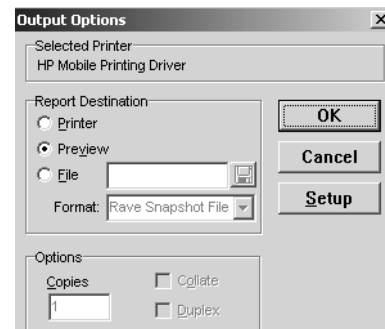 Output Options
Selected Printer
HP Mobile Printing Driver
Report Destination
Printer
Preview
File
Format: Rave Snapshot File
OK
Cancel
Setup
Options
Copies
1
Collate
Duplex